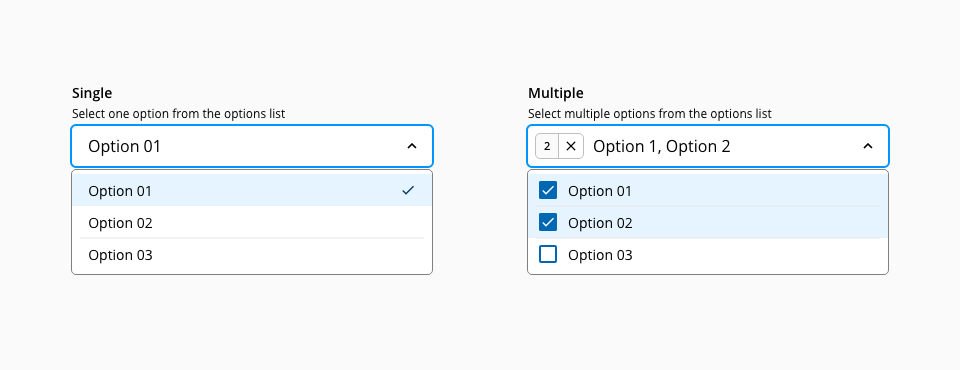 Single
Select one option from the options list
Option 01
Option 01
Option 02
Option 03
Multiple
Select multiple options from the options list
2 Option 1, Option 2
Option 01
Option 02
Option 03